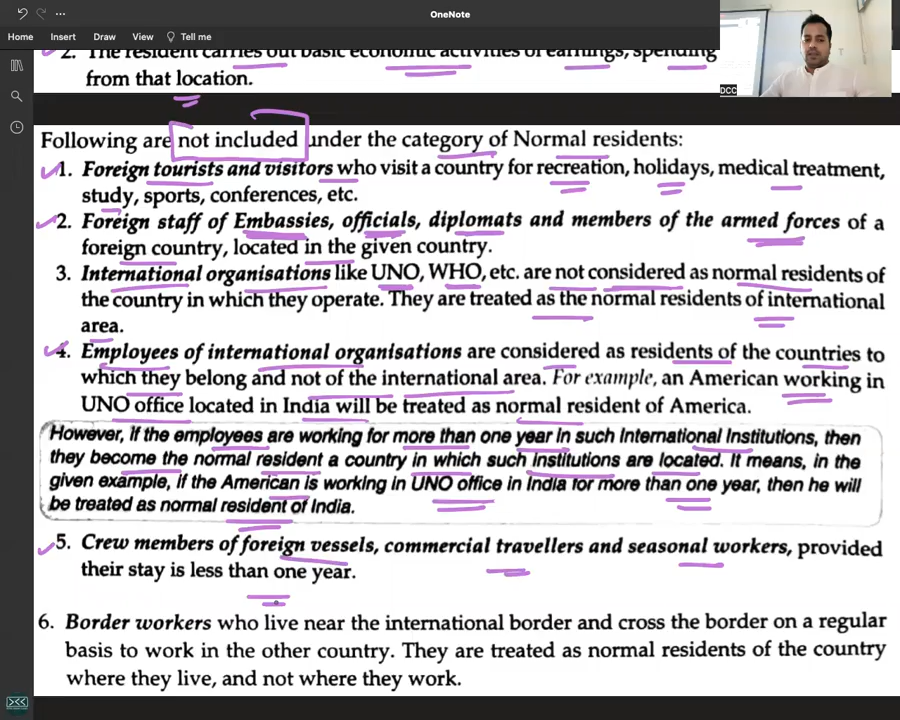 OneNote
Home Insert Draw View Tell me
2. The resident carries out basic economic activities of earnings, spending
from that location.
DCC
Following are not included under the category of Normal residents:
1. Foreign tourists and visitors who visit a country for recreation, holidays, medical treatment,
study, sports, conferences, etc.
2. Foreign staff of Embassies, officials, diplomats and members of the armed forces of a
foreign country, located in the given country.
3. International organisations like UNO, WHO, etc. are not considered as normal residents of
the country in which they operate. They are treated as the normal residents of international
area.
4. Employees of international organisations are considered as residents of the countries to
which they belong and not of the international area. For example, an American working in
UNO office located in India will be treated as normal resident of America.
However, if the employees are working for more than one year in such International Institutions, then
they become the normal resident a country in which such Institutions are located. It means, in the
given example, if the American is working in UNO office in India for more than one year, then he will
be treated as normal resident of India.
5. Crew members of foreign vessels, commercial travellers and seasonal workers, provided
their stay is less than one year.
6. Border workers who live near the international border and cross the border on a regular
basis to work in the other country. They are treated as normal residents of the country
where they live, and not where they work.